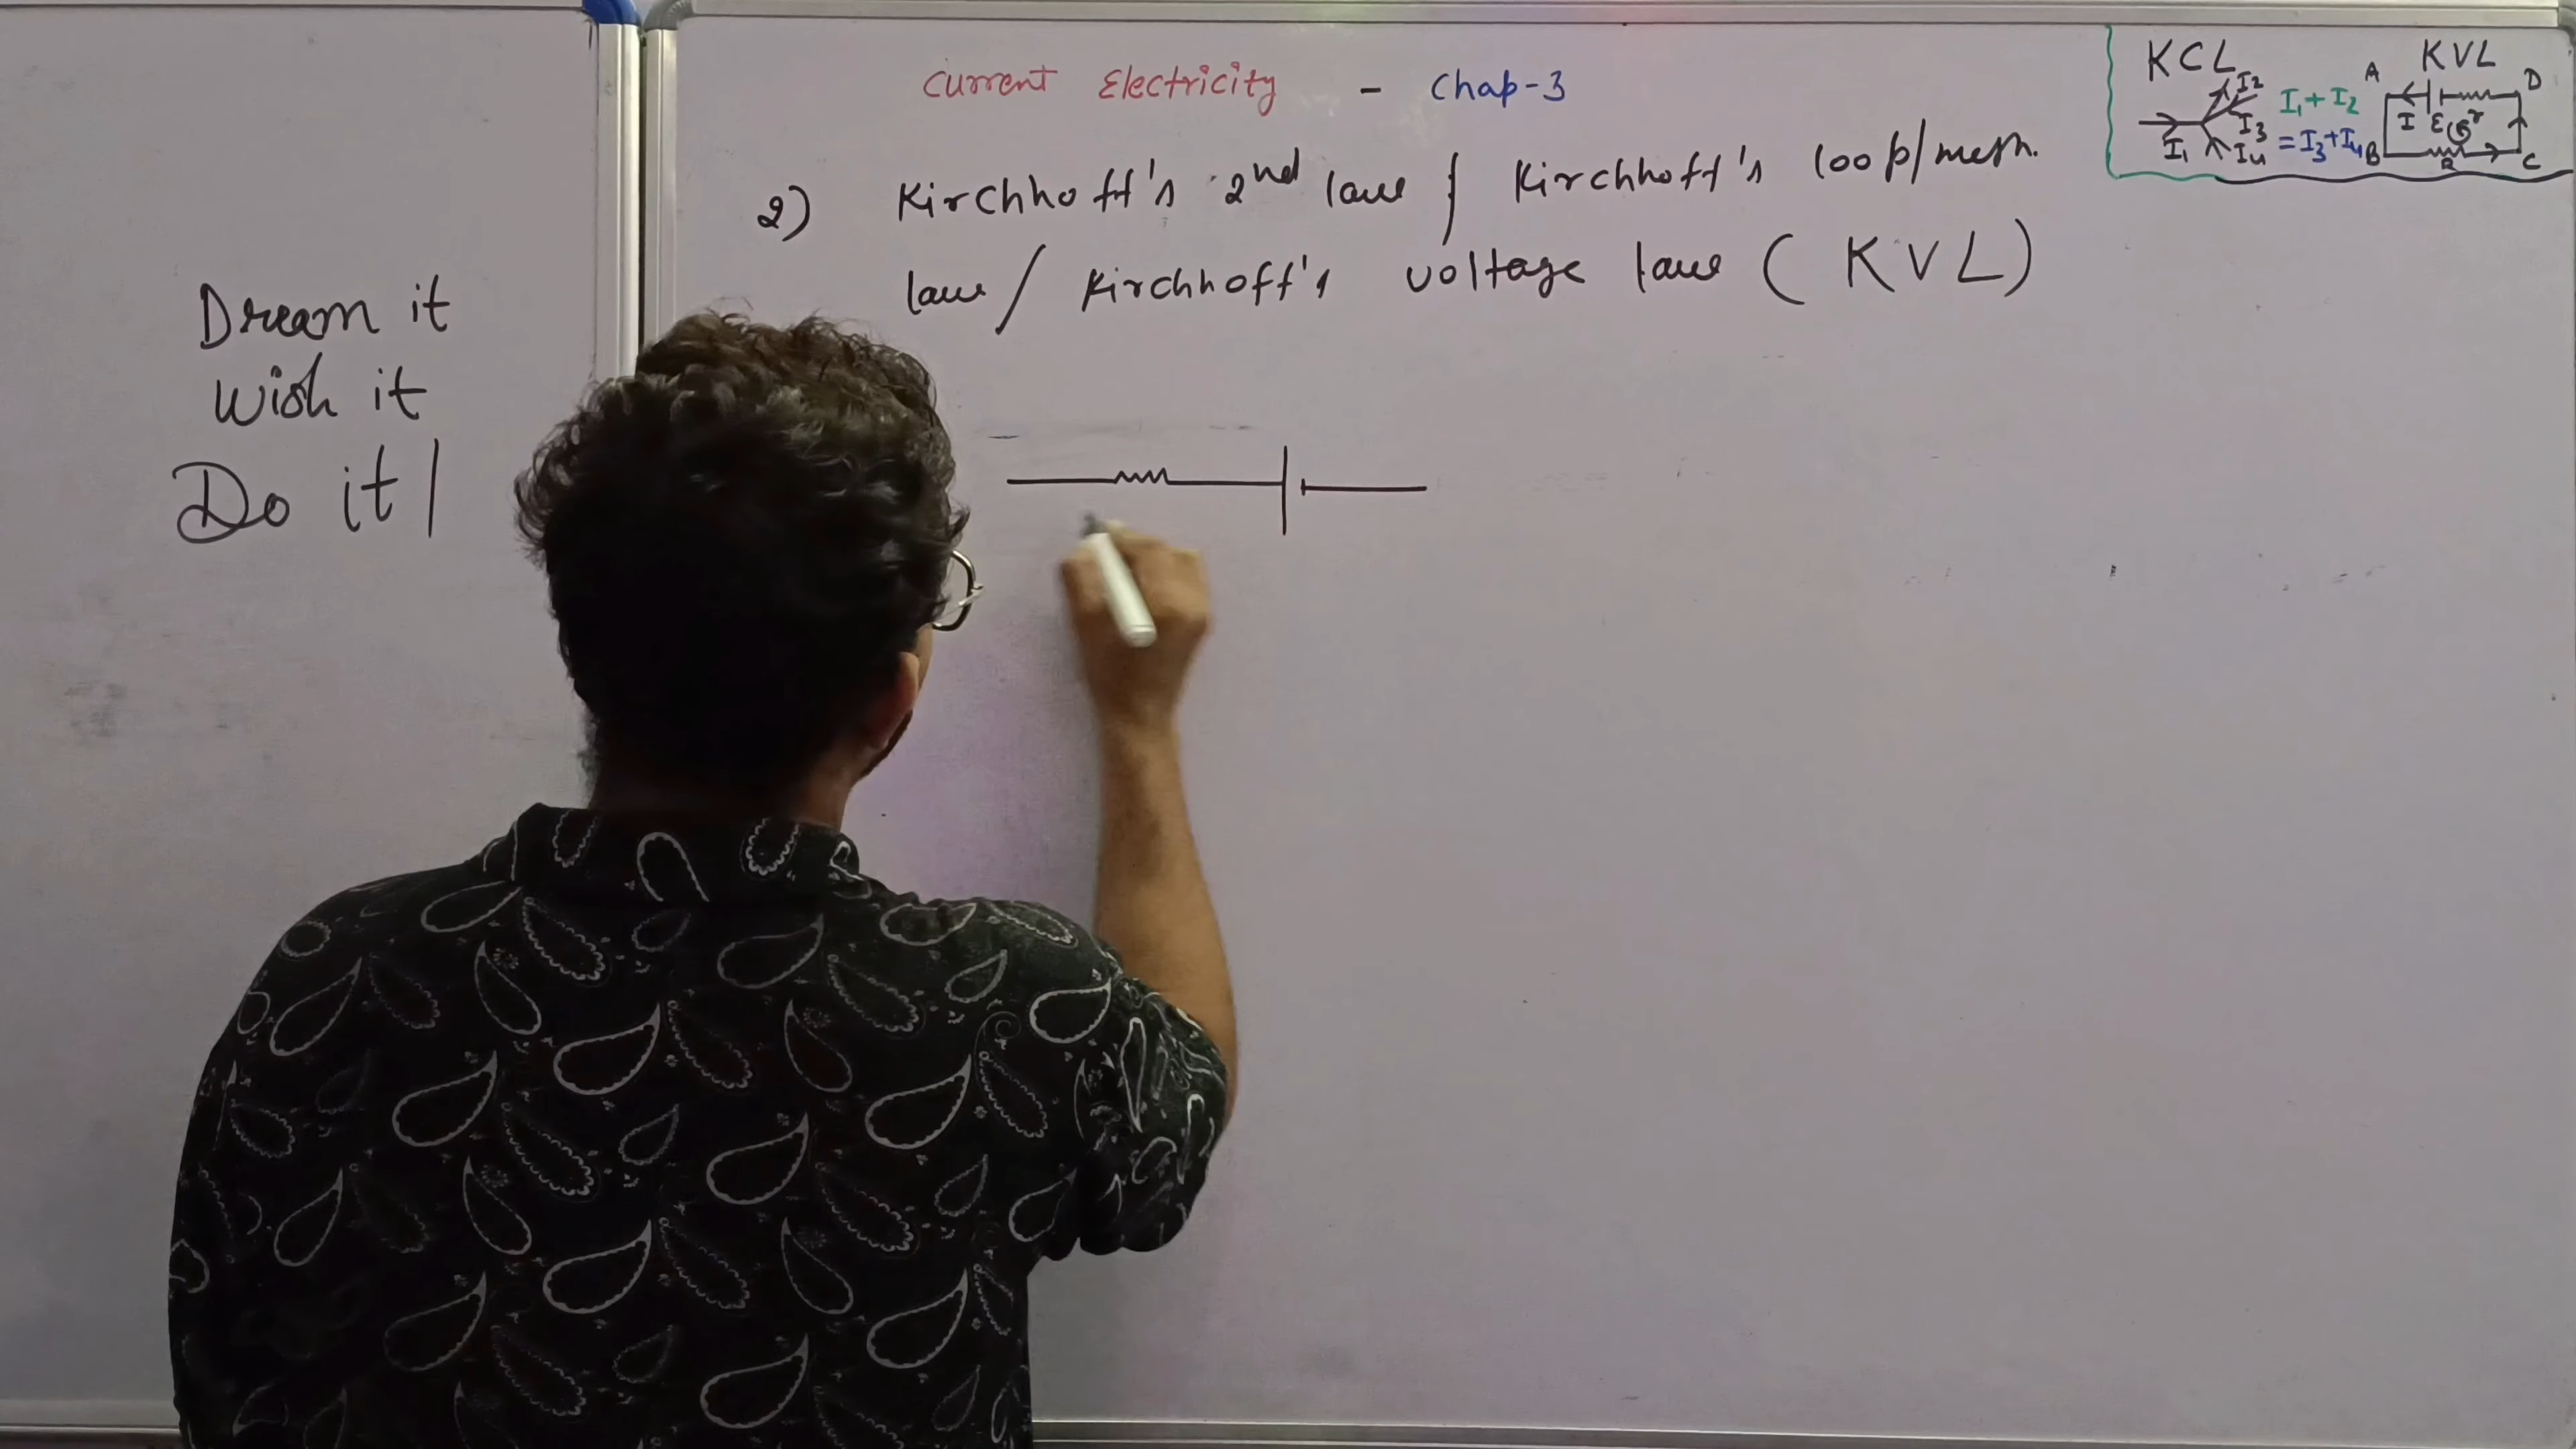 Current Electricity - Chap-3
2) Kirchhoff's 2nd law / Kirchhoff's loop/mesh
law / Kirchhoff's voltage law ( KVL )
Dream it
Wish it
Do it |
KCL
I2
I1 + I2
I3
= I3+I4
I1
I4
KVL
A
D
I
E
r
B
R
C